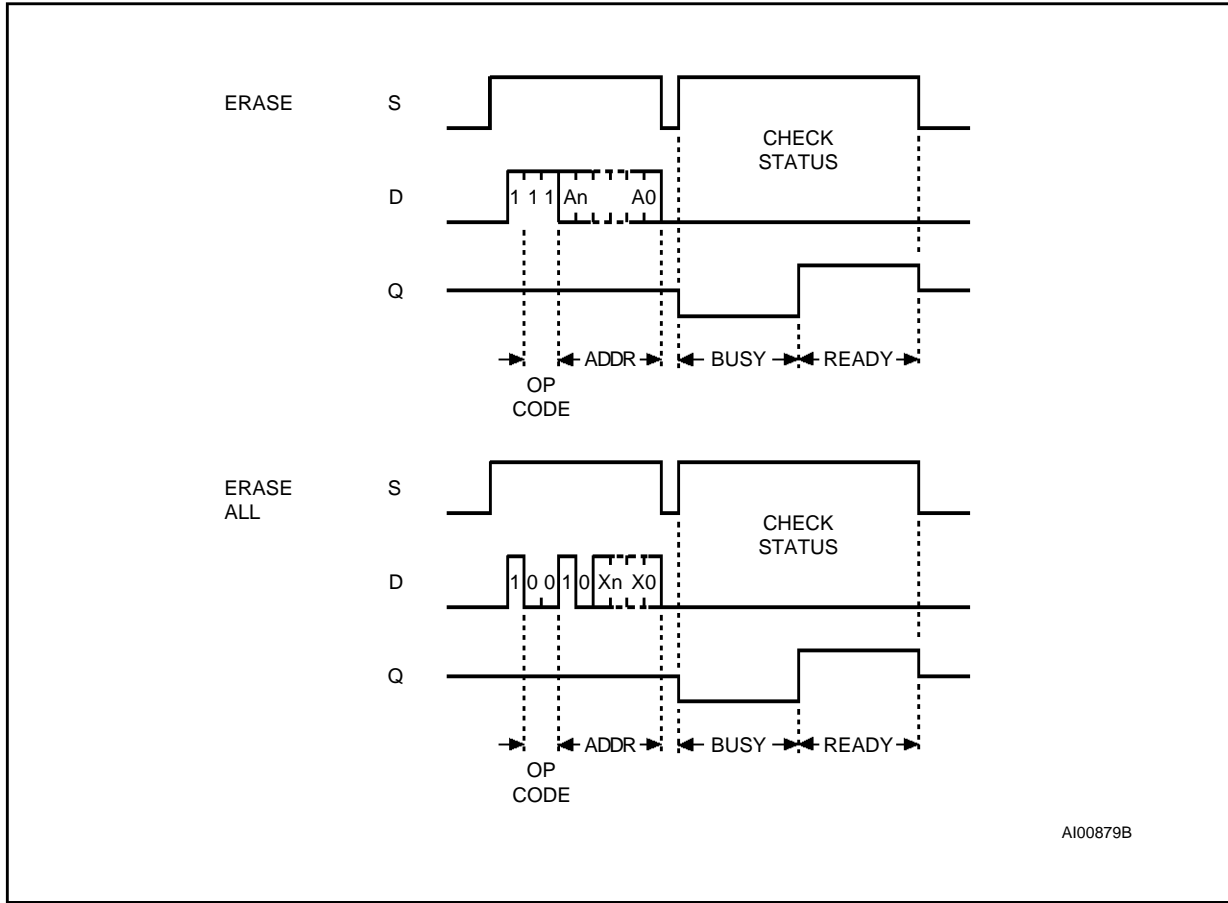 ERASE S
CHECK
STATUS
D 1 1 1 An A0
Q
ADDR BUSY READY
OP
CODE
ERASE
ALL
S
CHECK
STATUS
D 1 0 0 1 0 Xn X0
Q
ADDR BUSY READY
OP
CODE
AI00879B